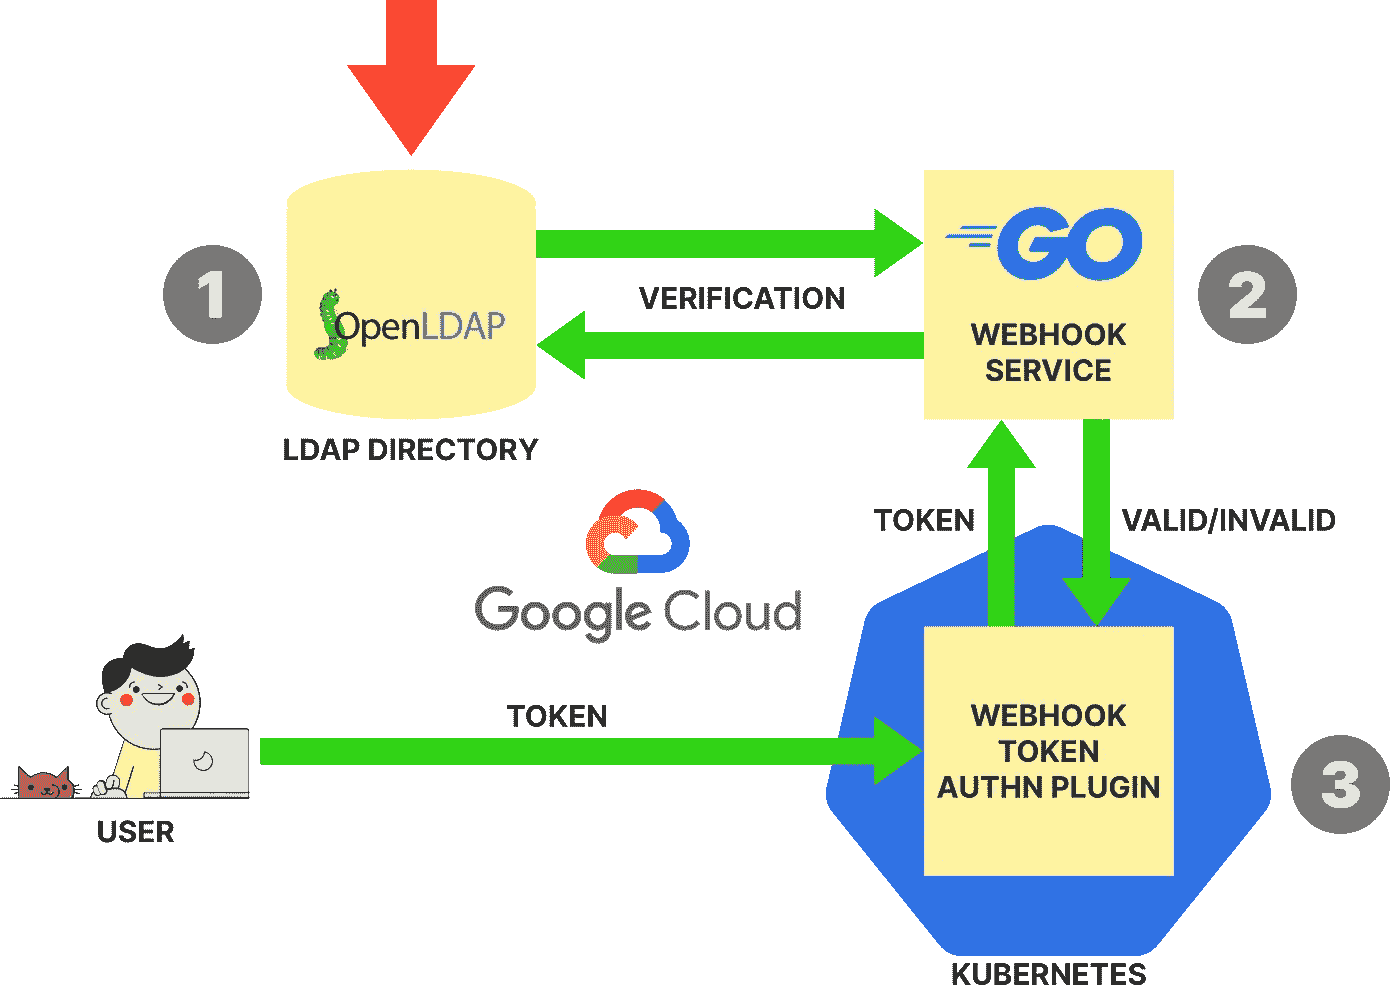 1
GO
2
VERIFICATION
OpenLDAP
WEBHOOK
SERVICE
LDAP DIRECTORY
TOKEN
VALID/INVALID
Google Cloud
TOKEN
WEBHOOK
TOKEN
AUTHN PLUGIN
3
USER
KUBERNETES